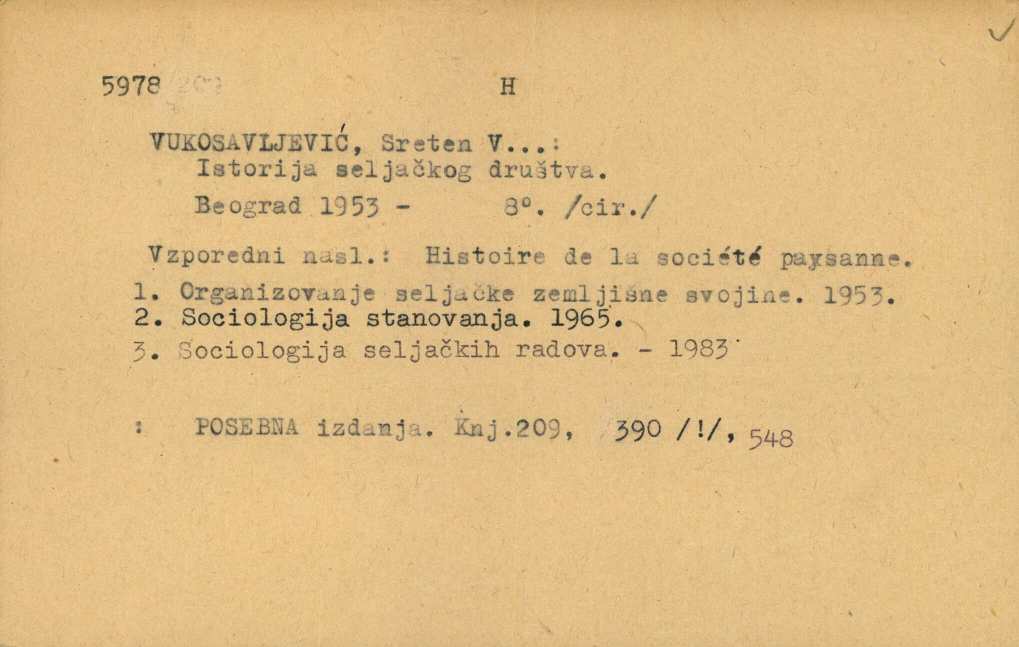 5978 H
VUKOSAVLJEVIĆ, Sreten V...:
Istorija seljačkog društva.
Beograd 1953 - 8°. /cir./
Vzporedni nasl.: Histoire de la société paysanne.
1. Organizovanje seljačke zemljišne svojine. 1953.
2. Sociologija stanovanja. 1965.
3. Sociologija seljačkih radova. - 1983
: POSEBNA izdanja. Knj.209, 390 /!/, 548